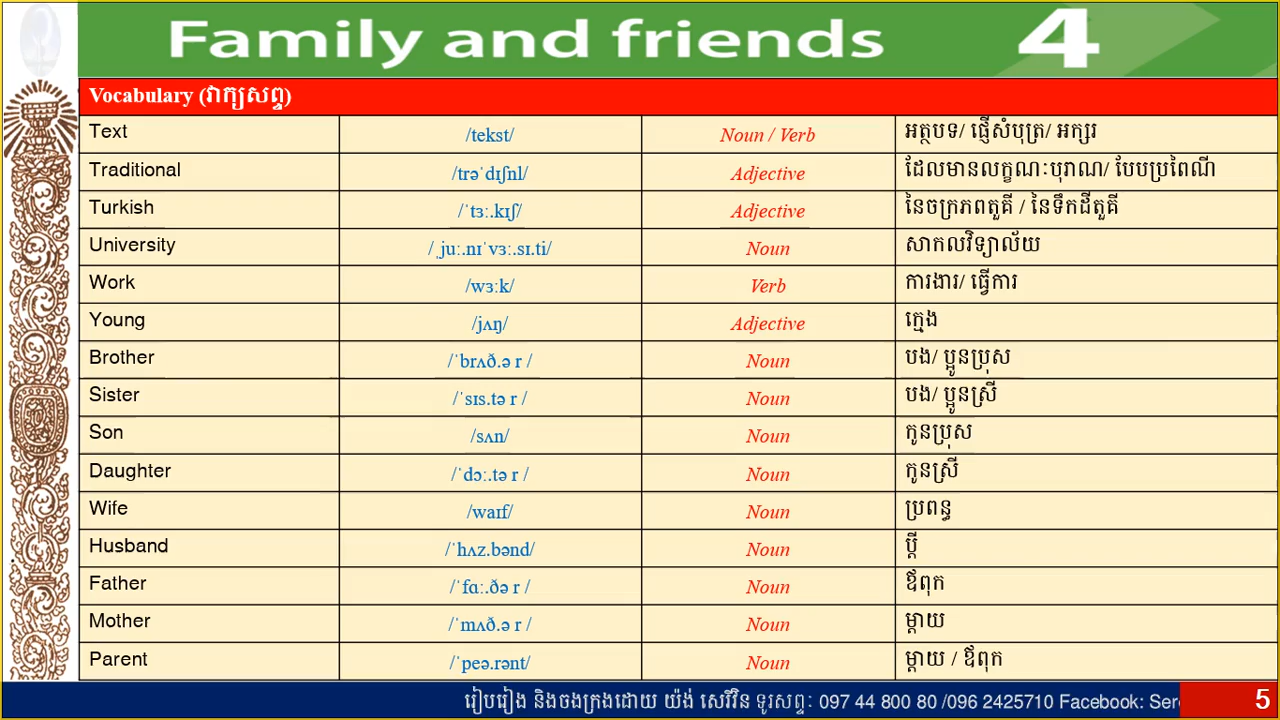 Family and friends 4
Vocabulary (វាក្យសព្ទ)
Text /tekst/ Noun / Verb អត្ថបទ/ ផ្ញើសំបុត្រ/ អក្សរ
Traditional /trəˈdɪʃnl/ Adjective ដែលមានលក្ខណៈបុរាណ/ បែបប្រពៃណី
Turkish /ˈtɜː.kɪʃ/ Adjective នៃចក្រភពតួគី / នៃទឹកដីតួគី
University /ˌjuː.nɪˈvɜː.sɪ.ti/ Noun សាកលវិទ្យាល័យ
Work /wɜːk/ Verb ការងារ/ ធ្វើការ
Young /jʌŋ/ Adjective ក្មេង
Brother /ˈbrʌð.ə r / Noun បង/ ប្អូនប្រុស
Sister /ˈsɪs.tə r / Noun បង/ ប្អូនស្រី
Son /sʌn/ Noun កូនប្រុស
Daughter /ˈdɔː.tə r / Noun កូនស្រី
Wife /waɪf/ Noun ប្រពន្ធ
Husband /ˈhʌz.bənd/ Noun ប្តី
Father /ˈfɑː.ðə r / Noun ឪពុក
Mother /ˈmʌð.ə r / Noun ម្តាយ
Parent /ˈpeə.rənt/ Noun ម្តាយ / ឪពុក
រៀបរៀង និងចងក្រងដោយ យ៉ង់ សេរីវីន ទូរសព្ទៈ 097 44 800 80 /096 2425710 Facebook: Ser 5